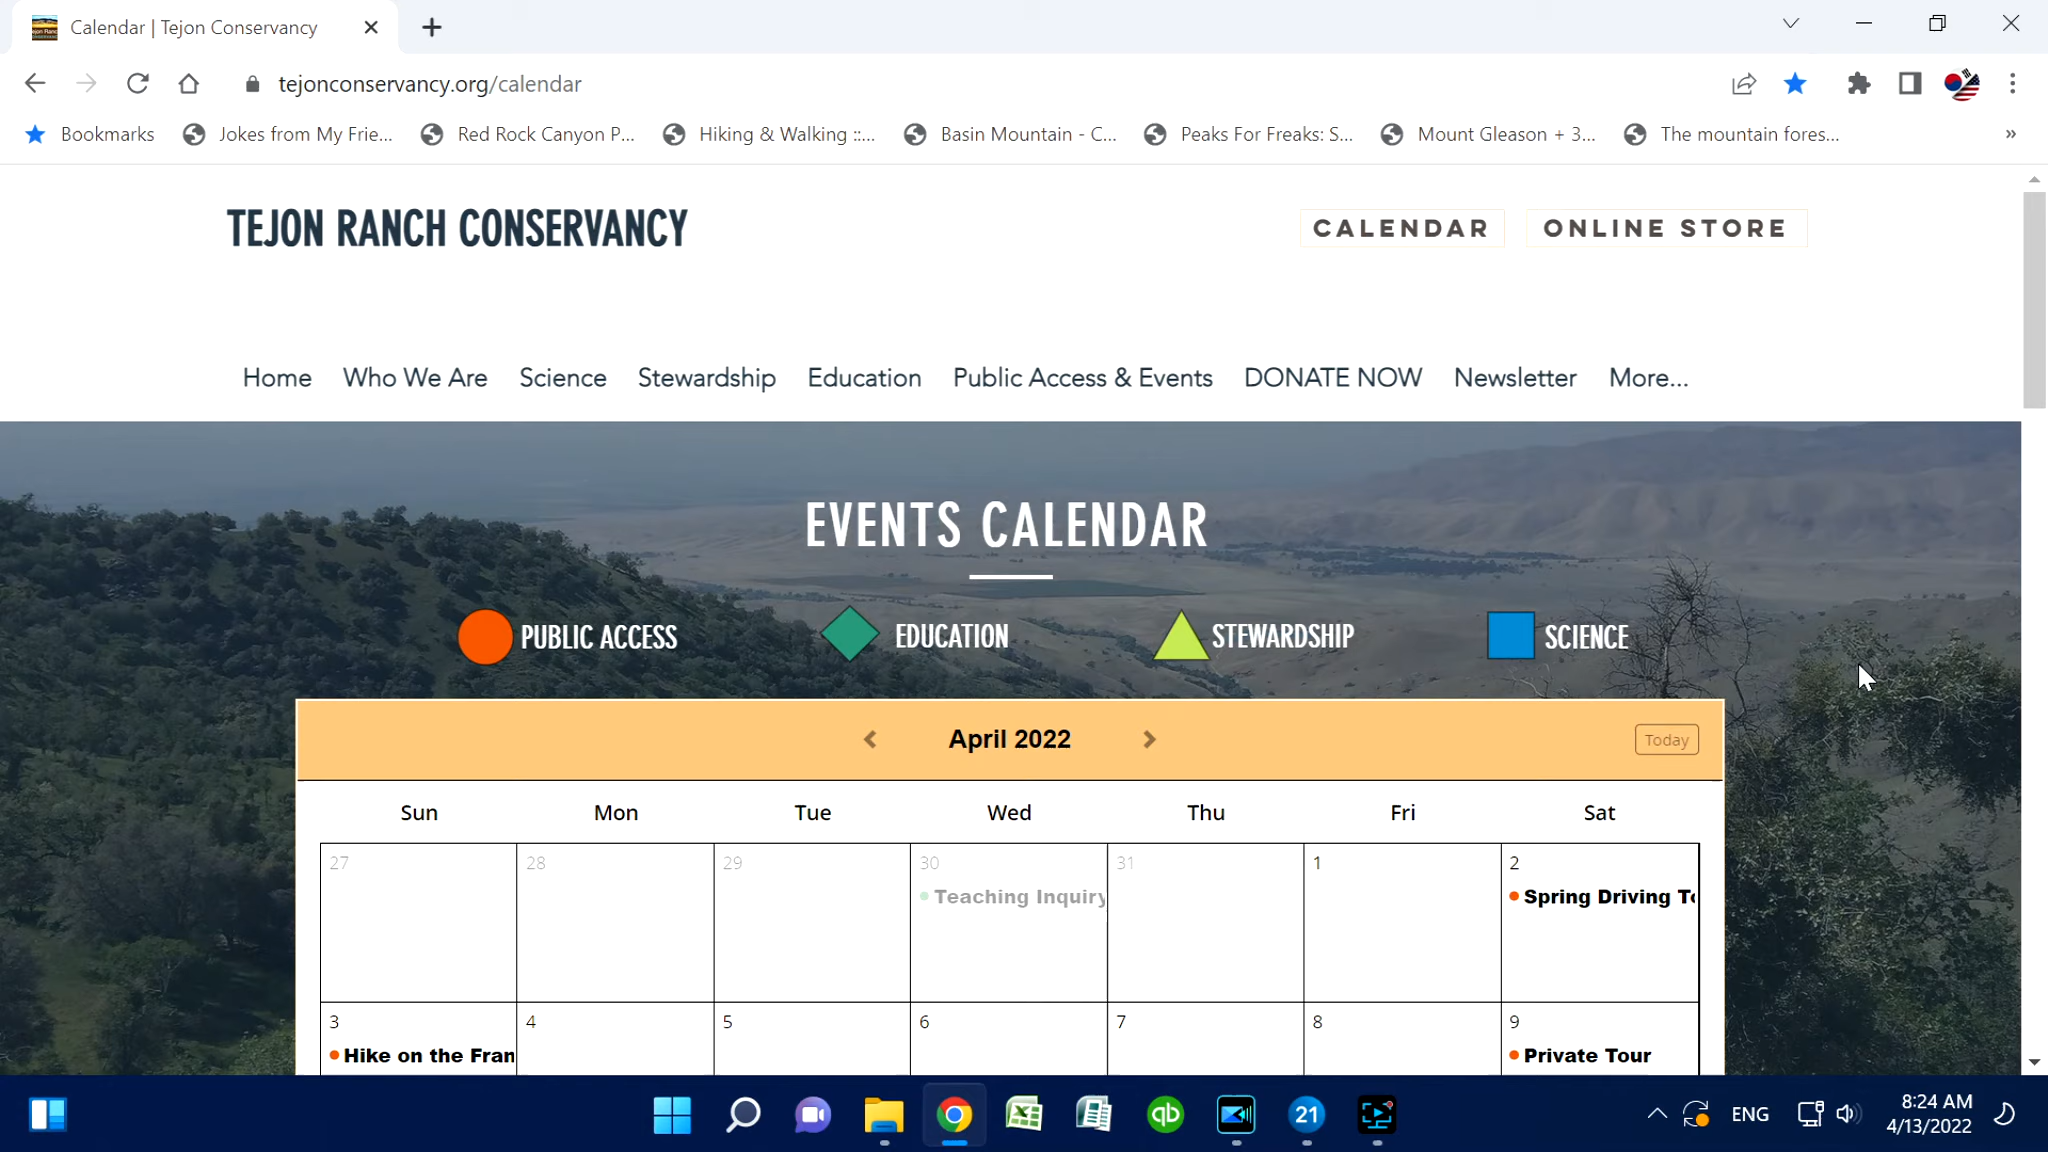 Calendar | Tejon Conservancy
tejonconservancy.org/calendar
Bookmarks Jokes from My Frie... Red Rock Canyon P... Hiking & Walking ::... Basin Mountain - C... Peaks For Freaks: S... Mount Gleason + 3... The mountain fores... »
TEJON RANCH CONSERVANCY
CALENDAR ONLINE STORE
Home Who We Are Science Stewardship Education Public Access & Events DONATE NOW Newsletter More...
EVENTS CALENDAR
PUBLIC ACCESS EDUCATION STEWARDSHIP SCIENCE
April 2022 Today
Sun Mon Tue Wed Thu Fri Sat
27 28 29 30 31 1 2
Teaching Inquiry Spring Driving To
3 4 5 6 7 8 9
Hike on the Fran Private Tour
qb 21 ENG 8:24 AM
4/13/2022